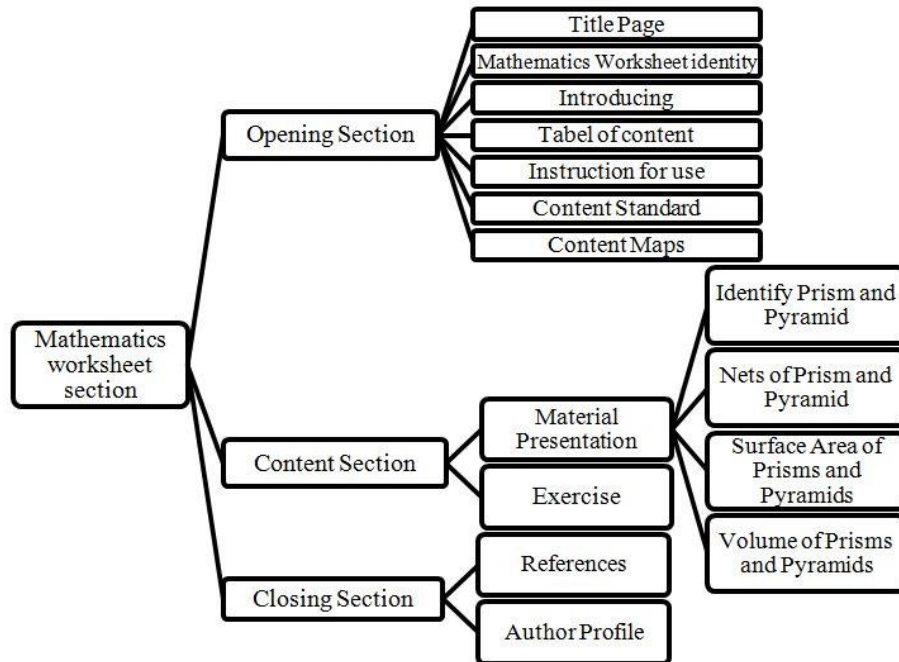 Title Page
Mathematics Worksheet identity
Introducing
Opening Section
Tabel of content
Instruction for use
Content Standard
Content Maps
Identify Prism and
Pyramid
Mathematics
worksheet
section
Nets of Prism and
Pyramid
Material
Presentation
Content Section
Surface Area of
Prisms and
Pyramids
Exercise
Volume of Prisms
and Pyramids
References
Closing Section
Author Profile